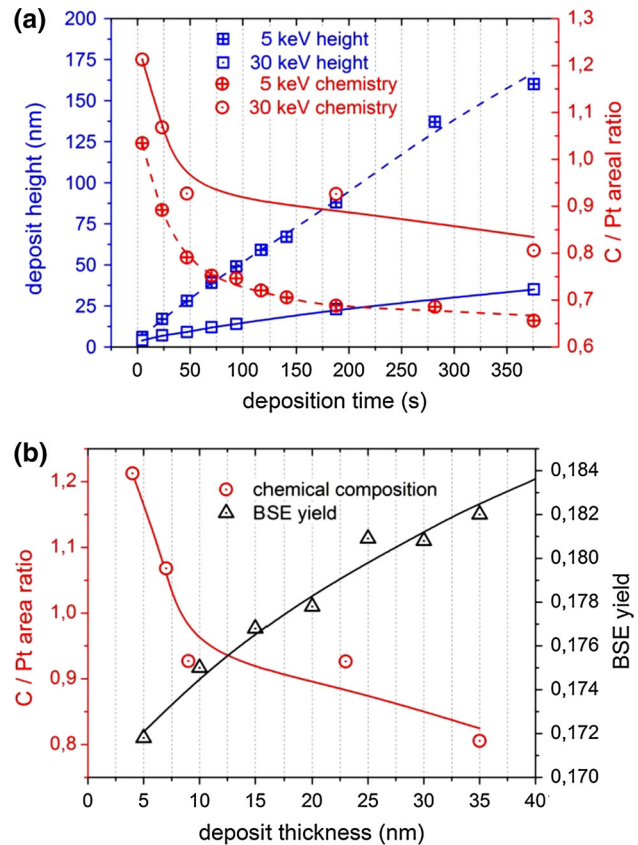 (a)
200
175
150
125
100
75
50
25
0
deposit height (nm)
5 keV height
30 keV height
5 keV chemistry
30 keV chemistry
1,3
1,2
1,1
1,0
0,9
0,8
0,7
0,6
C / Pt areal ratio
0 50 100 150 200 250 300 350 400
deposition time (s)
(b)
1,2
1,1
1,0
0,9
0,8
C / Pt area ratio
chemical composition
BSE yield
0,184
0,182
0,180
0,178
0,176
0,174
0,172
0,170
BSE yield
0 5 10 15 20 25 30 35 40
deposit thickness (nm)